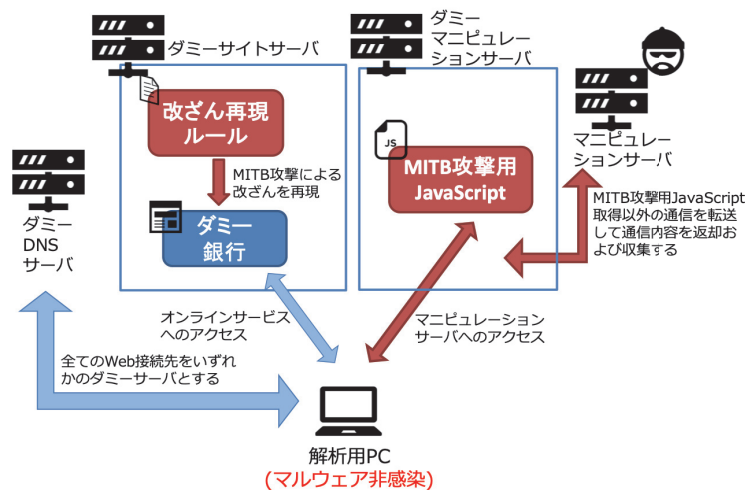 ダミーサイトサーバ
ダミー
マニピュレー
ションサーバ
改ざん再現
ルール
JS
MITB攻撃用
JavaScript
マニピュレー
ションサーバ
MITB攻撃による
改ざんを再現
ダミー
銀行
ダミー
DNS
サーバ
MITB攻撃用JavaScript
取得以外の通信を転送
して通信内容を返却お
よび収集する
オンラインサービス
へのアクセス
マニピュレーション
サーバへのアクセス
全てのWeb接続先をいずれ
かのダミーサーバとする
解析用PC
(マルウェア非感染)